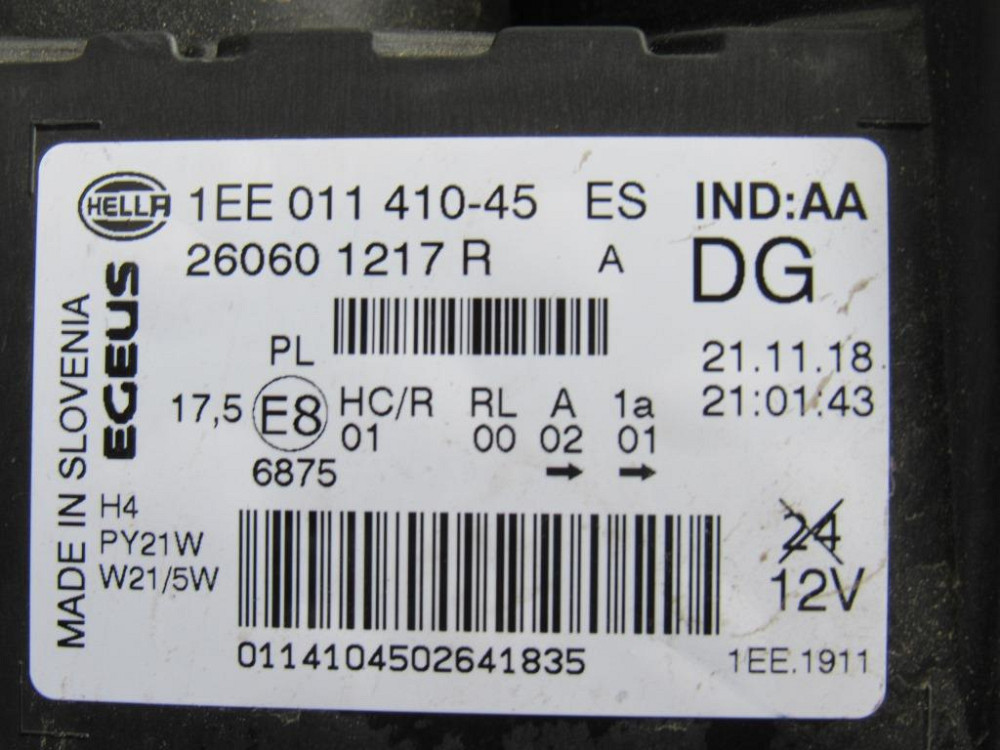 HELLA 1EE 011 410-45 ES IND:AA
26060 1217 R A DG
MADE IN SLOVENIA
EGEUS
21.11.18
21:01:43
PL
17,5 E8 HC/R RL A 1a
01 00 02 01
6875 → →
H4
PY21W
W21/5W
24
12V
0114104502641835 1EE.1911